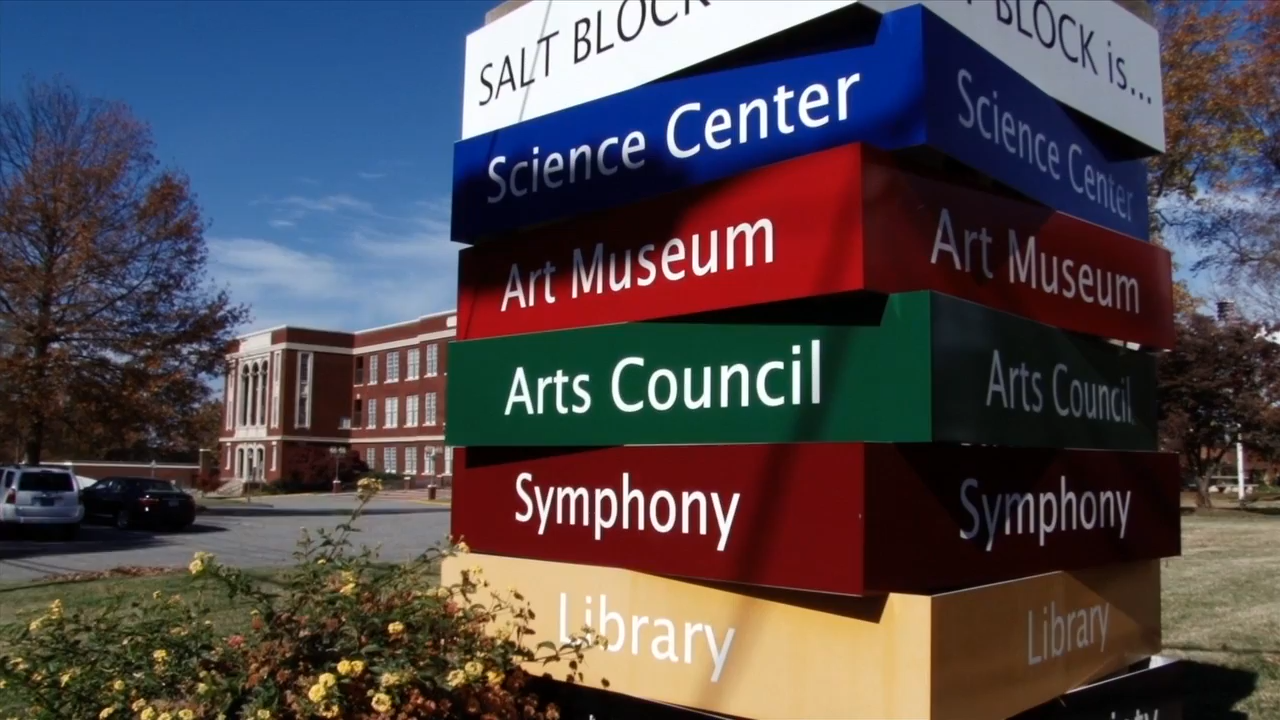 SALT BLOCK
BLOCK is...
Science Center
Science Center
Art Museum
Art Museum
Arts Council
Arts Council
Symphony
Symphony
Library
Library